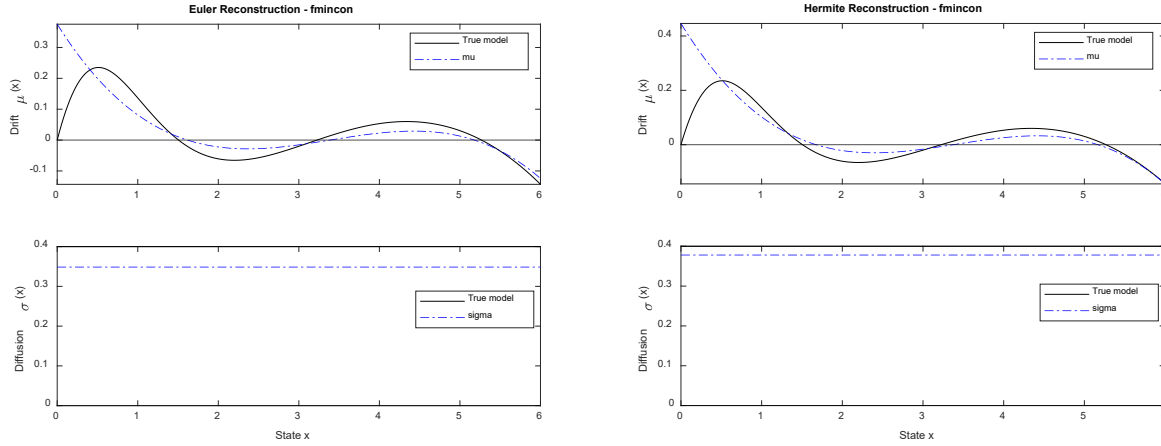 Euler Reconstruction - fmincon
Hermite Reconstruction - fmincon
Drift μ (x)
0.3
0.2
0.1
0
-0.1
True model
mu
0 1 2 3 4 5 6
Drift μ (x)
0.4
0.2
0
True model
mu
0 1 2 3 4 5
Diffusion σ (x)
0.4
0.3
0.2
0.1
0
True model
sigma
0 1 2 3 4 5 6
State x
Diffusion σ (x)
0.4
0.3
0.2
0.1
0
True model
sigma
0 1 2 3 4 5
State x